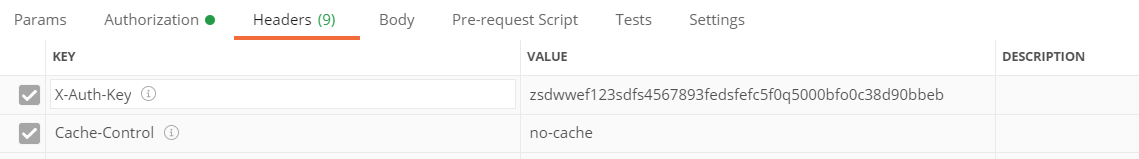 Params Authorization Headers (9) Body Pre-request Script Tests Settings
KEY VALUE DESCRIPTION
X-Auth-Key zsdwwef123sdfs4567893fedsfefc5f0q5000bfo0c38d90bbeb
Cache-Control no-cache